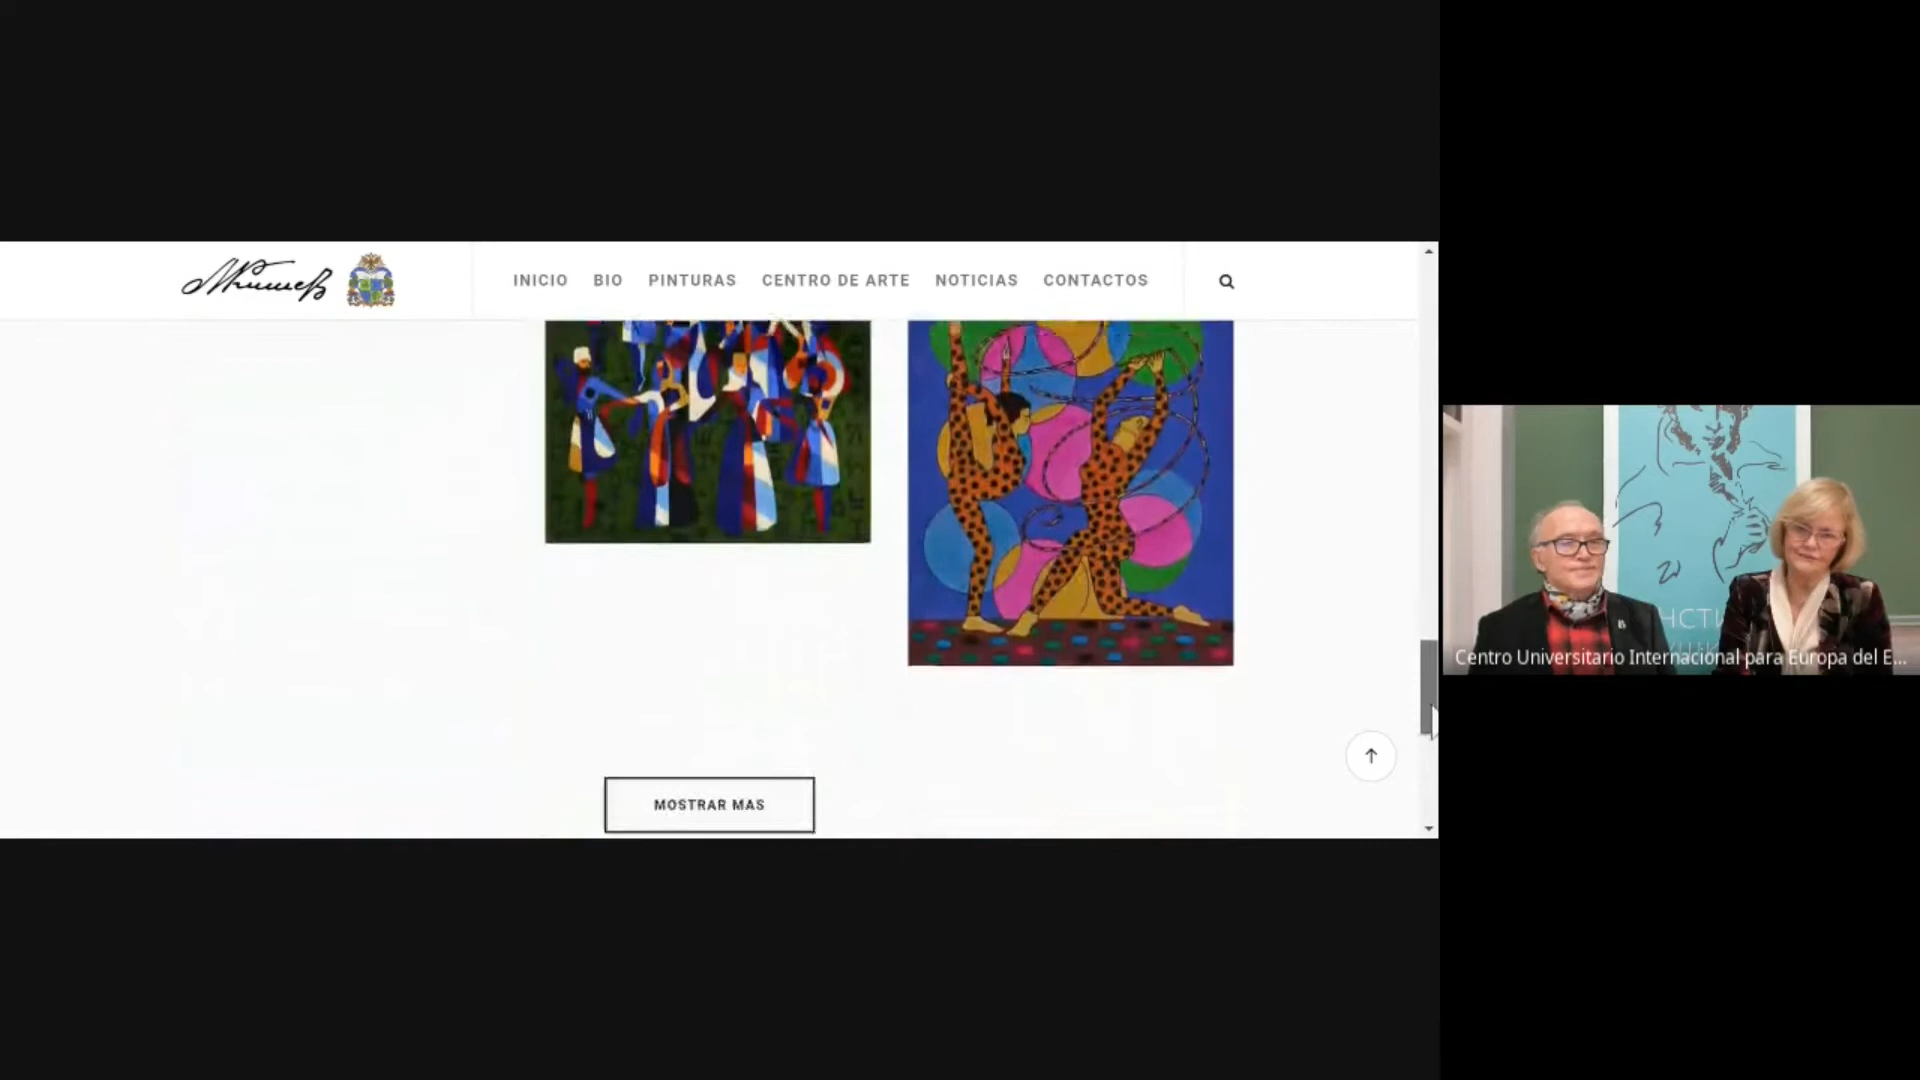 INICIO BIO PINTURAS CENTRO DE ARTE NOTICIAS CONTACTOS
MOSTRAR MAS
Centro Universitario Internacional para Europa del E...